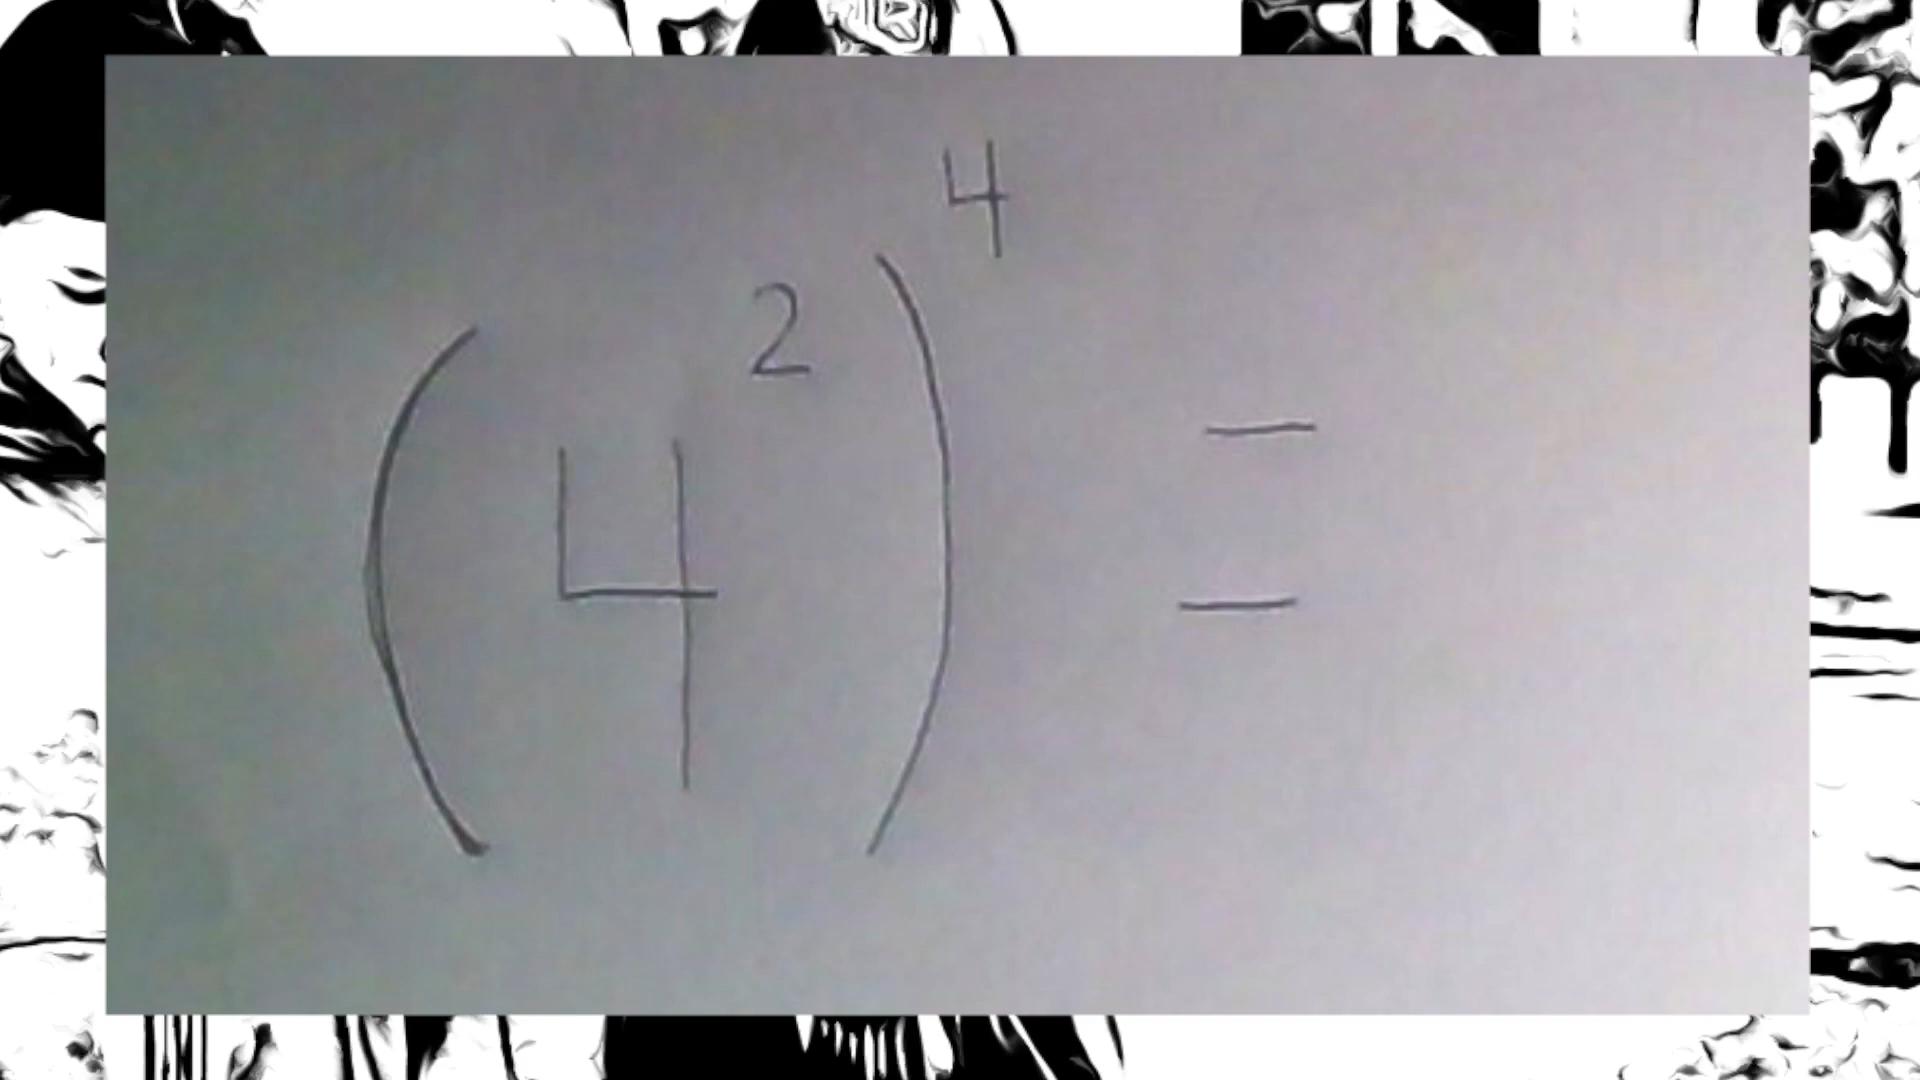 (4²)⁴ =